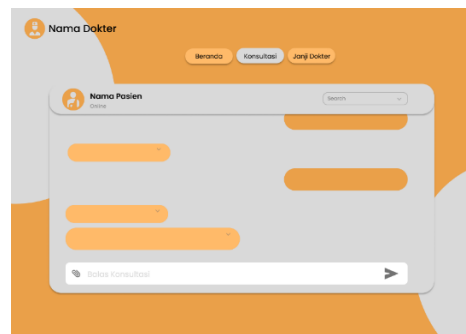 Nama Dokter
Beranda Konsultasi Janji Dokter
Nama Pasien
Online
Search
Balas Konsultasi